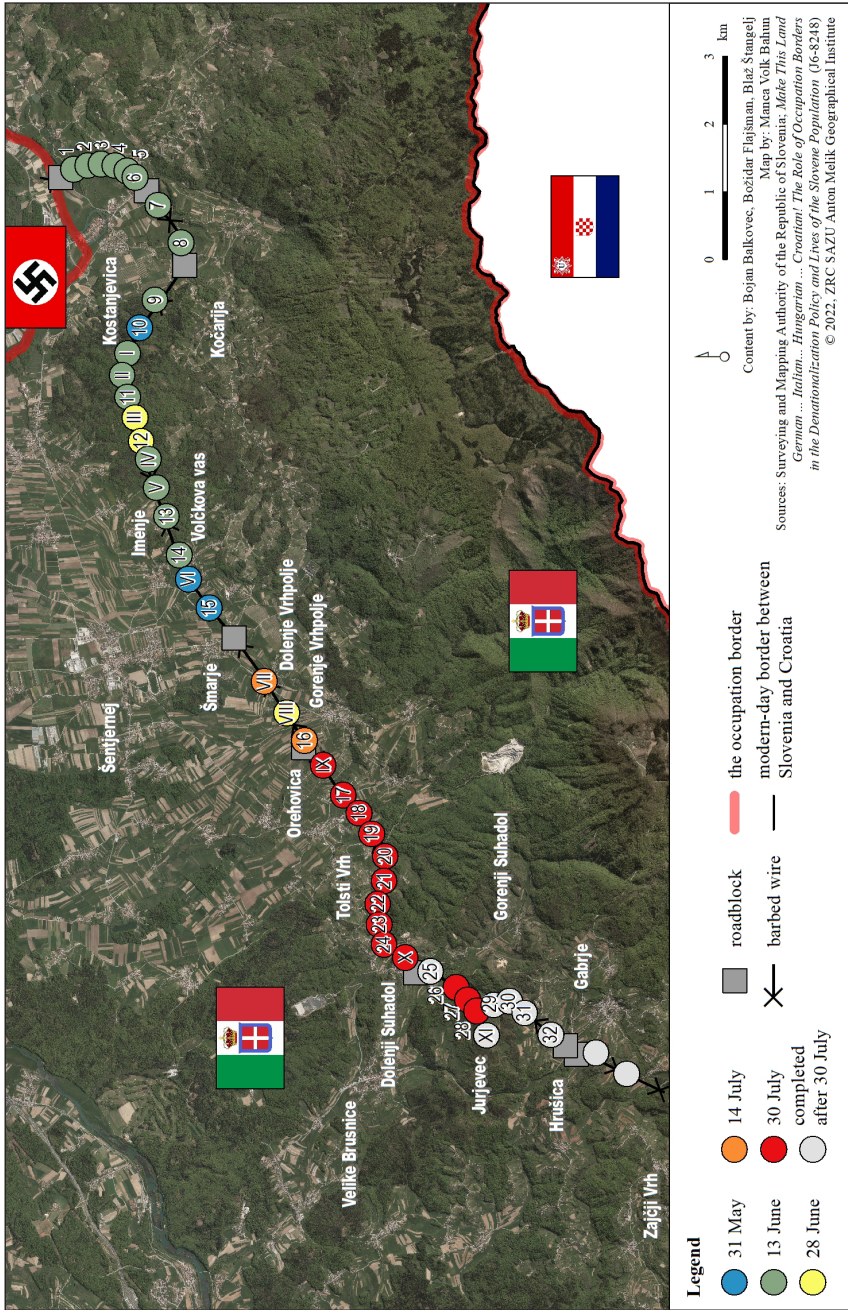 Šentjernej
Imenje
Kostanjevica
1
2
3
4
5
6
7
8
9
10
I
II
11
III
12
IV
V
13
14
VI
15
Volčkova vas
Kočarija
Šmarje
VII
VIII
16
Dolenje Vrhpolje
Gorenje Vrhpolje
Orehovica
IX
17
18
19
20
21
22
23
24
X
Tolsti Vrh
Velike Brusnice
Dolenji Suhadol
25
26
27
28
29
30
31
XI
32
Jurjevec
Gorenji Suhadol
Hrušica
Gabrje
Zajčji Vrh
Legend
31 May
13 June
28 June
14 July
30 July
completed
after 30 July
roadblock
barbed wire
the occupation border
modern-day border between
Slovenia and Croatia
0 1 2 3 km
Content by: Bojan Balkovec, Božidar Flajšman, Blaž Štangelj
Map by: Manca Volk Bahun
Sources: Surveying and Mapping Authority of the Republic of Slovenia; Make This Land
German ... Italian... Hungarian ... Croatian! The Role of Occupation Borders
in the Denationalization Policy and Lives of the Slovene Population (J6-8248)
© 2022, ZRC SAZU Anton Melik Geographical Institute